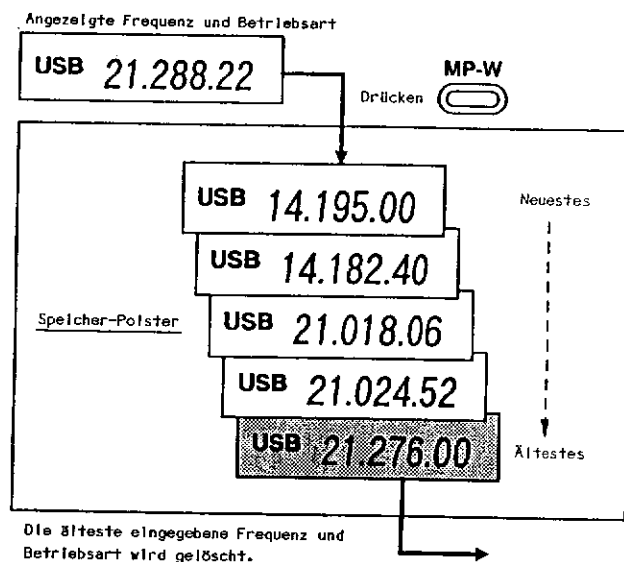 Angezeigte Frequenz und Betriebsart
USB 21.288.22
MP-W
Drücken
USB 14.195.00
Neuestes
USB 14.182.40
Speicher-Polster
USB 21.018.06
USB 21.024.52
USB 21.276.00
Ältestes
Die älteste eingegebene Frequenz und
Betriebsart wird gelöscht.